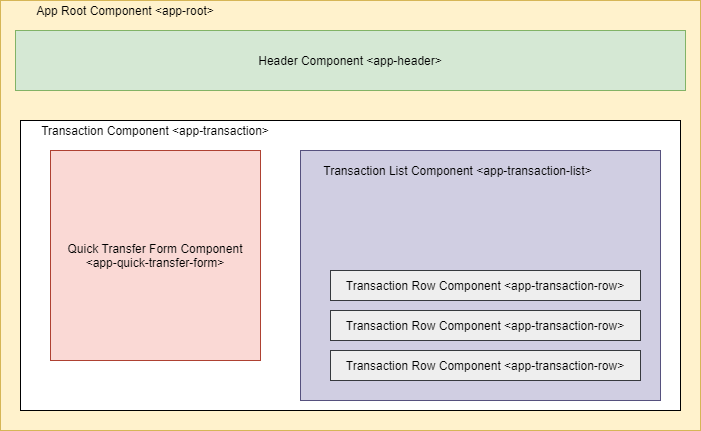 App Root Component <app-root>
Header Component <app-header>
Transaction Component <app-transaction>
Quick Transfer Form Component
<app-quick-transfer-form>
Transaction List Component <app-transaction-list>
Transaction Row Component <app-transaction-row>
Transaction Row Component <app-transaction-row>
Transaction Row Component <app-transaction-row>